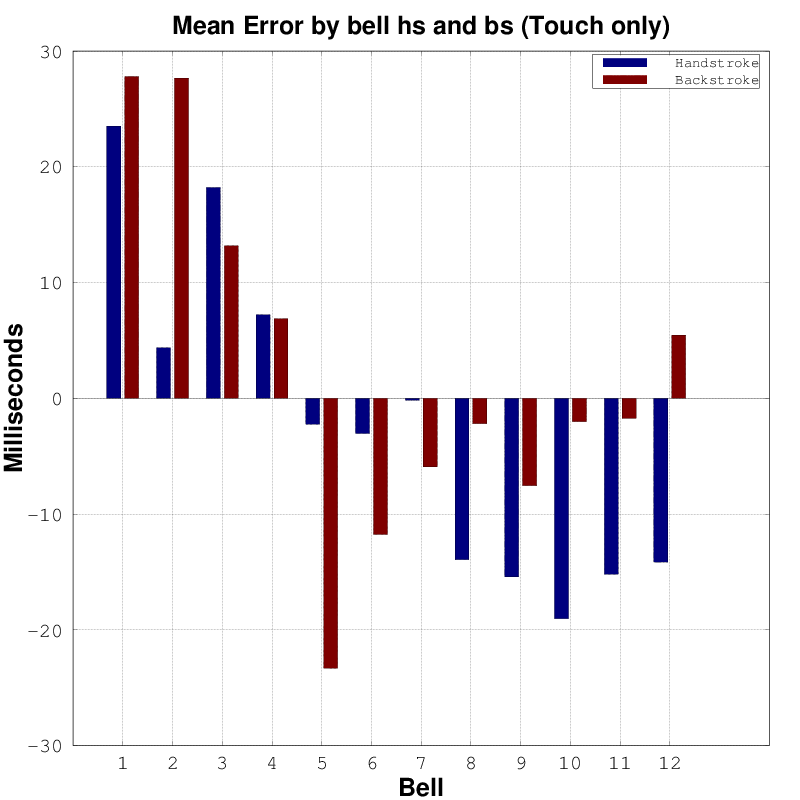 Mean Error by bell hs and bs (Touch only)
Handstroke
Backstroke
30
20
10
0
-10
-20
-30
Milliseconds
1 2 3 4 5 6 7 8 9 10 11 12
Bell